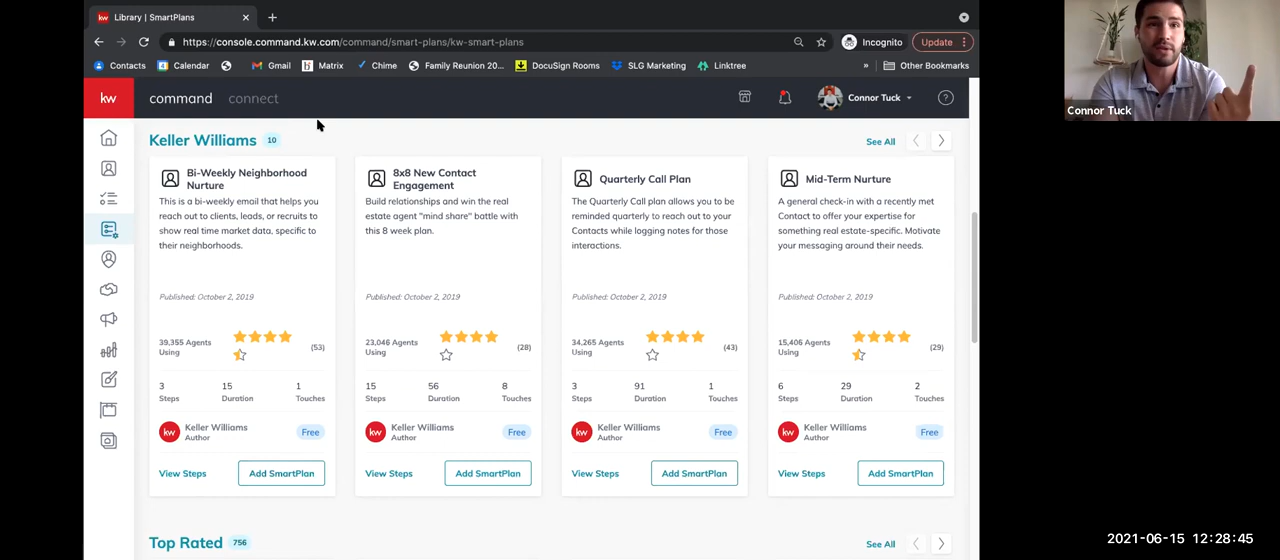 Library | SmartPlans
https://console.command.kw.com/command/smart-plans/kw-smart-plans
Incognito
Update
Contacts
Calendar
Gmail
Matrix
Chime
Family Reunion 20...
DocuSign Rooms
SLG Marketing
Linktree
»
Other Bookmarks
kw
command
connect
Connor Tuck
Connor Tuck
Keller Williams 10
See All
Bi-Weekly Neighborhood
Nurture
This is a bi-weekly email that helps you
reach out to clients, leads, or recruits to
show real time market data, specific to
their neighborhoods.
Published: October 2, 2019
39,355 Agents
Using
(53)
3 15 1
Steps Duration Touches
kw
Keller Williams
Author
Free
View Steps
Add SmartPlan
8x8 New Contact
Engagement
Build relationships and win the real
estate agent "mind share" battle with
this 8 week plan.
Published: October 2, 2019
23,046 Agents
Using
(28)
15 56 8
Steps Duration Touches
kw
Keller Williams
Author
Free
View Steps
Add SmartPlan
Quarterly Call Plan
The Quarterly Call plan allows you to be
reminded quarterly to reach out to your
Contacts while logging notes for those
interactions.
Published: October 2, 2019
34,265 Agents
Using
(43)
3 91 1
Steps Duration Touches
kw
Keller Williams
Author
Free
View Steps
Add SmartPlan
Mid-Term Nurture
A general check-in with a recently met
Contact to offer your expertise for
something real estate-specific. Motivate
your messaging around their needs.
Published: October 2, 2019
15,406 Agents
Using
(29)
6 29 2
Steps Duration Touches
kw
Keller Williams
Author
Free
View Steps
Add SmartPlan
Top Rated 756
See All
2021-06-15 12:28:45